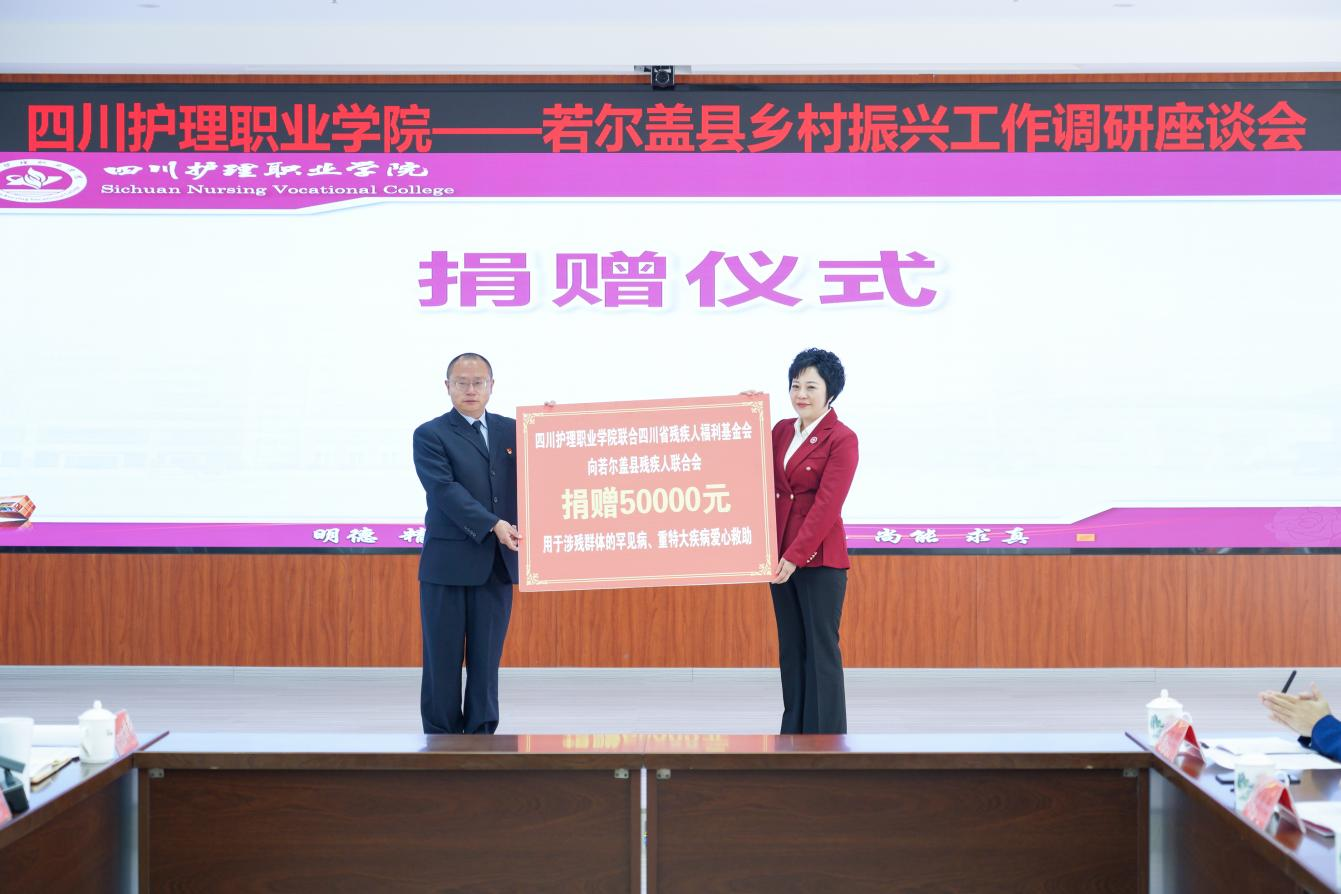 四川护理职业学院——若尔盖县乡村振兴工作调研座谈会
四川护理职业学院
Sichuan Nursing Vocational College
捐赠仪式
四川护理职业学院联合四川省残疾人福利基金会
向若尔盖县残疾人联合会
捐赠50000元
用于涉残群体的罕见病、重特大疾病爱心救助
明德 精
尚能 求真